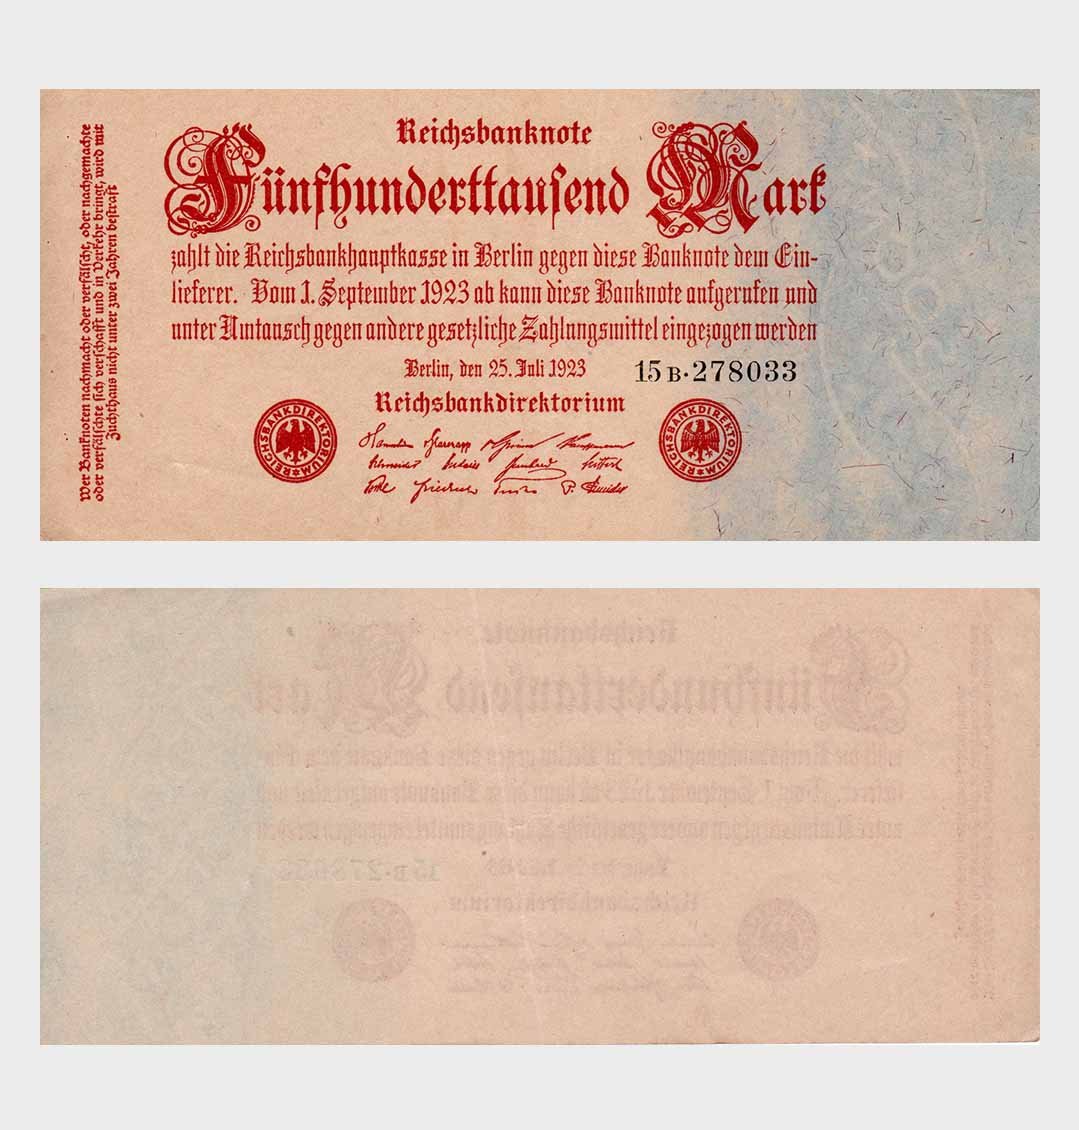 Reichsbanknote
Fünfhunderttausend Mark
zahlt die Reichsbankhauptkasse in Berlin gegen diese Banknote dem Ein-
lieferer. Vom 1. September 1923 ab kann diese Banknote aufgerufen und
unter Umtausch gegen andere gesetzliche Zahlungsmittel eingezogen werden
Berlin, den 25. Juli 1923
15B·278033
Reichsbankdirektorium
REICHSBANKDIREKTORIUM
REICHSBANKDIREKTORIUM
Wer Banknoten nachmacht oder verfälscht, oder nachgemachte
oder verfälschte sich verschafft und in Verkehr bringt, wird mit
Zuchthaus nicht unter zwei Jahren bestraft